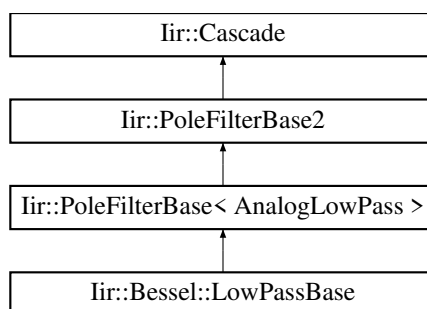 Iir::Cascade
Iir::PoleFilterBase2
Iir::PoleFilterBase< AnalogLowPass >
Iir::Bessel::LowPassBase